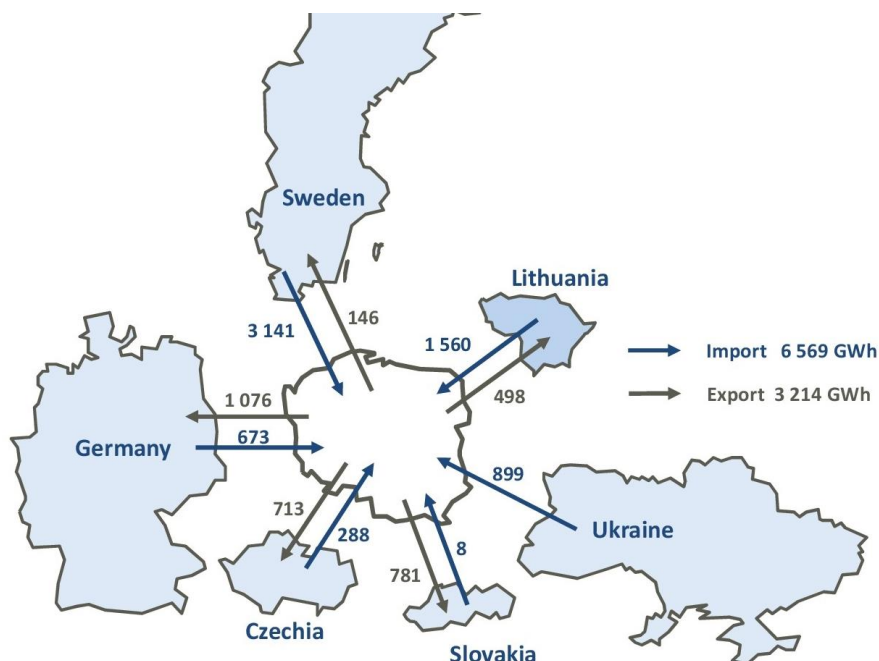 Sweden
Lithuania
3 141
146
1 560
Import 6 569 GWh
498
Export 3 214 GWh
1 076
Germany
673
899
713
288
Ukraine
8
781
Czechia
Slovakia